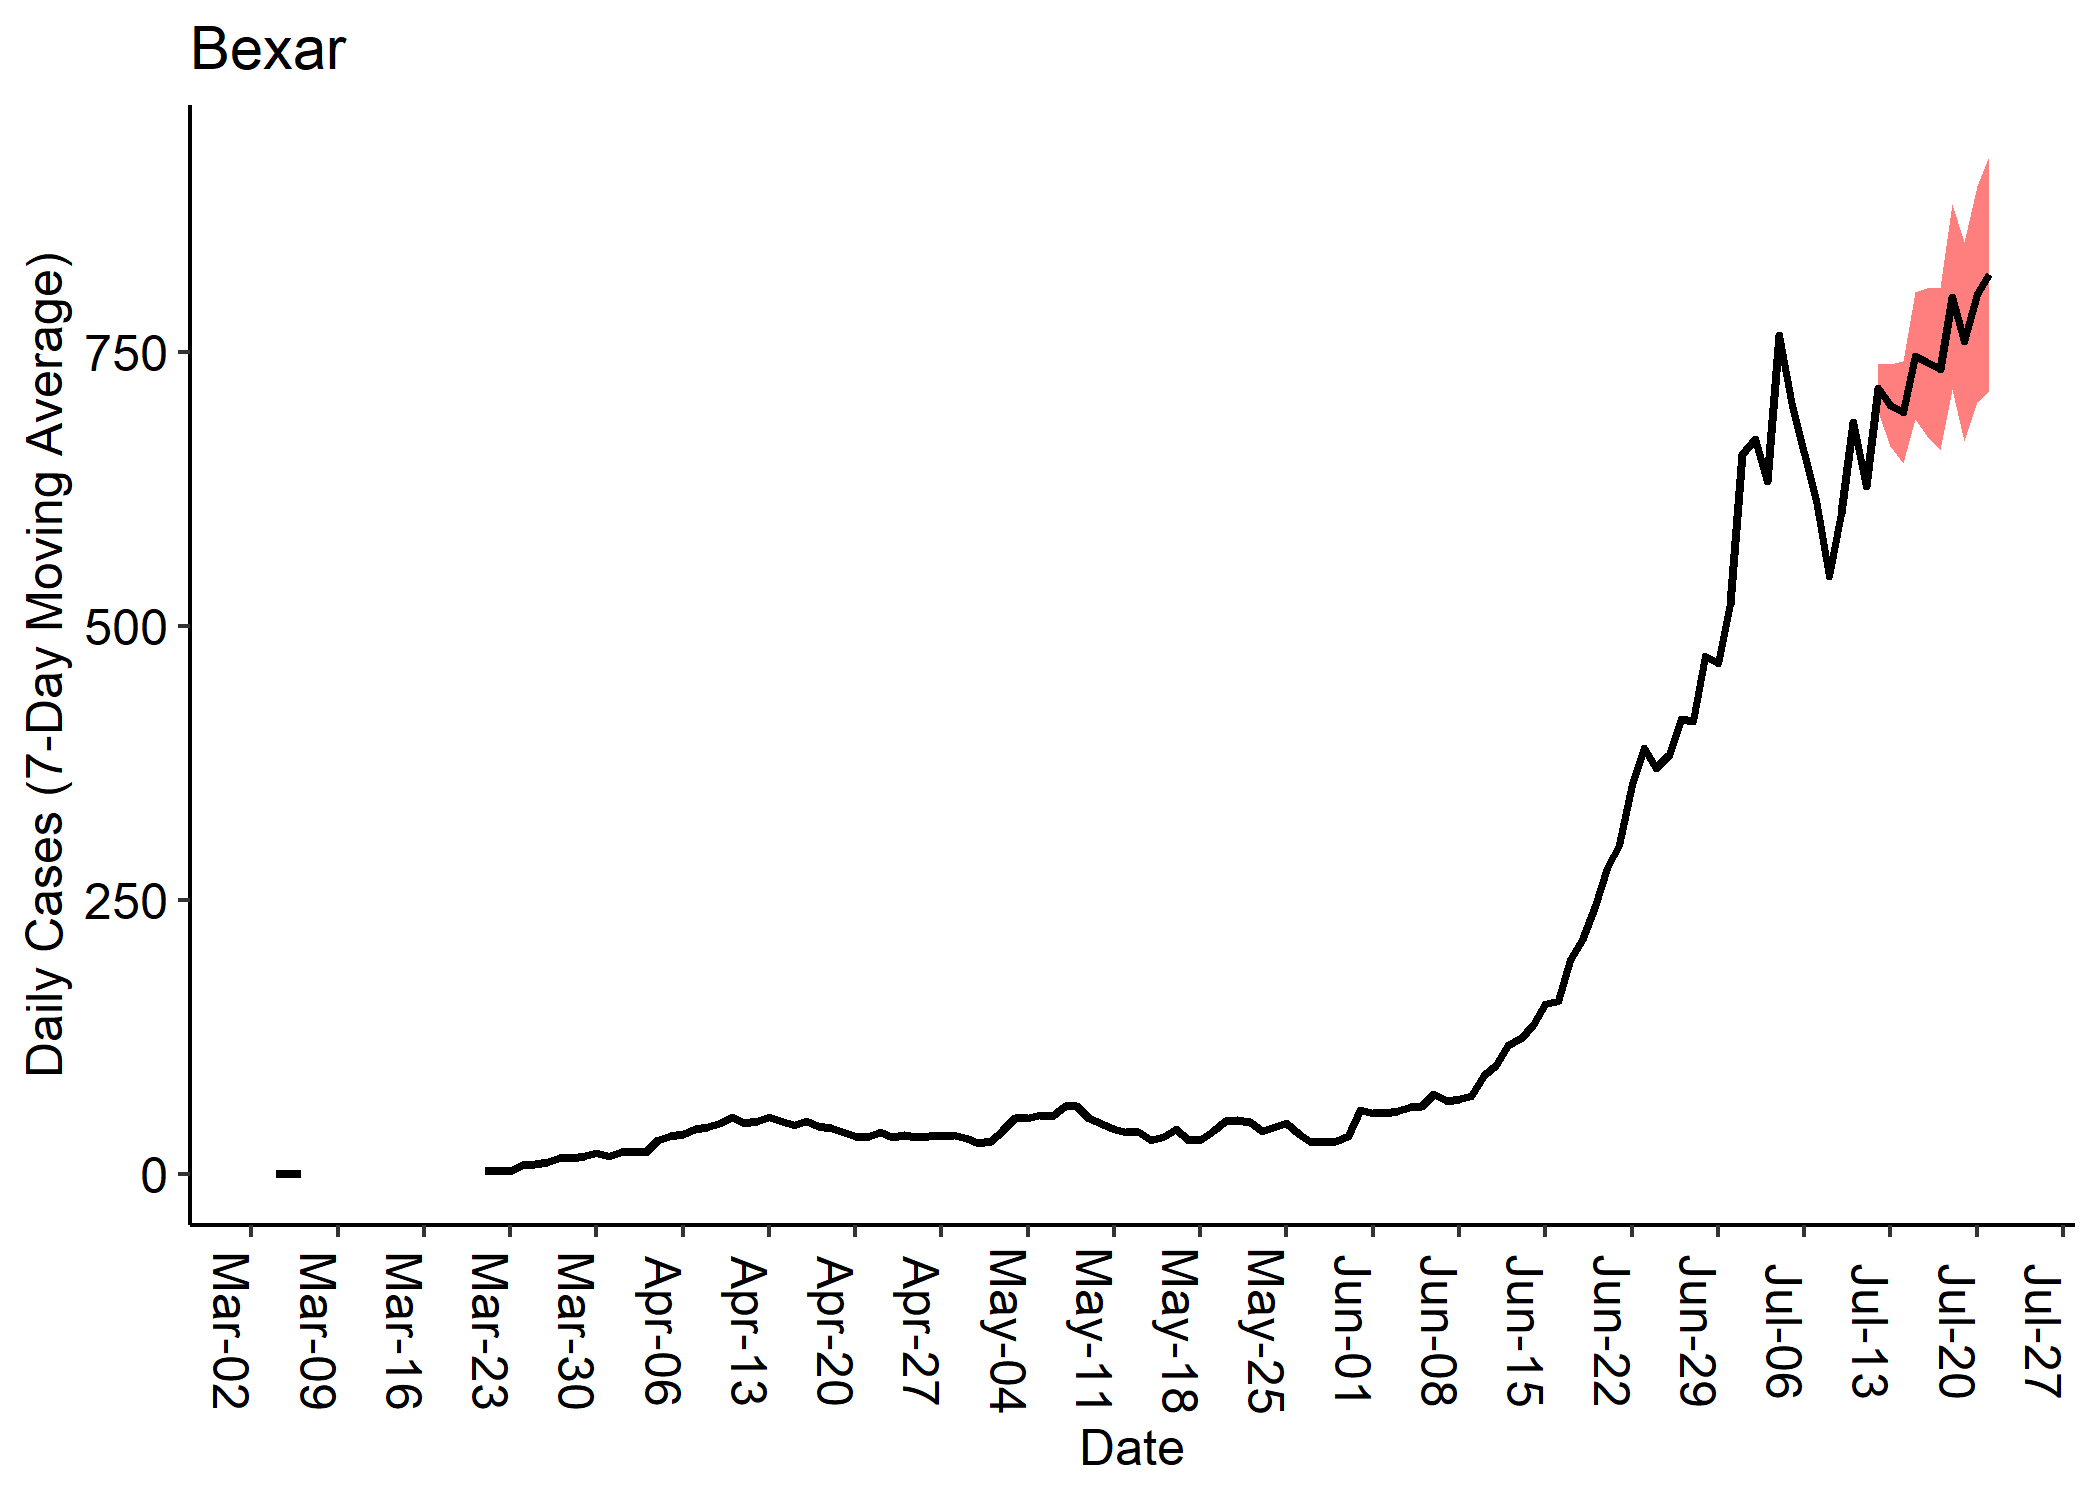 Bexar
Daily Cases (7-Day Moving Average)
750
500
250
0
Mar-02
Mar-09
Mar-16
Mar-23
Mar-30
Apr-06
Apr-13
Apr-20
Apr-27
May-04
May-11
May-18
May-25
Jun-01
Jun-08
Jun-15
Jun-22
Jun-29
Jul-06
Jul-13
Jul-20
Jul-27
Date